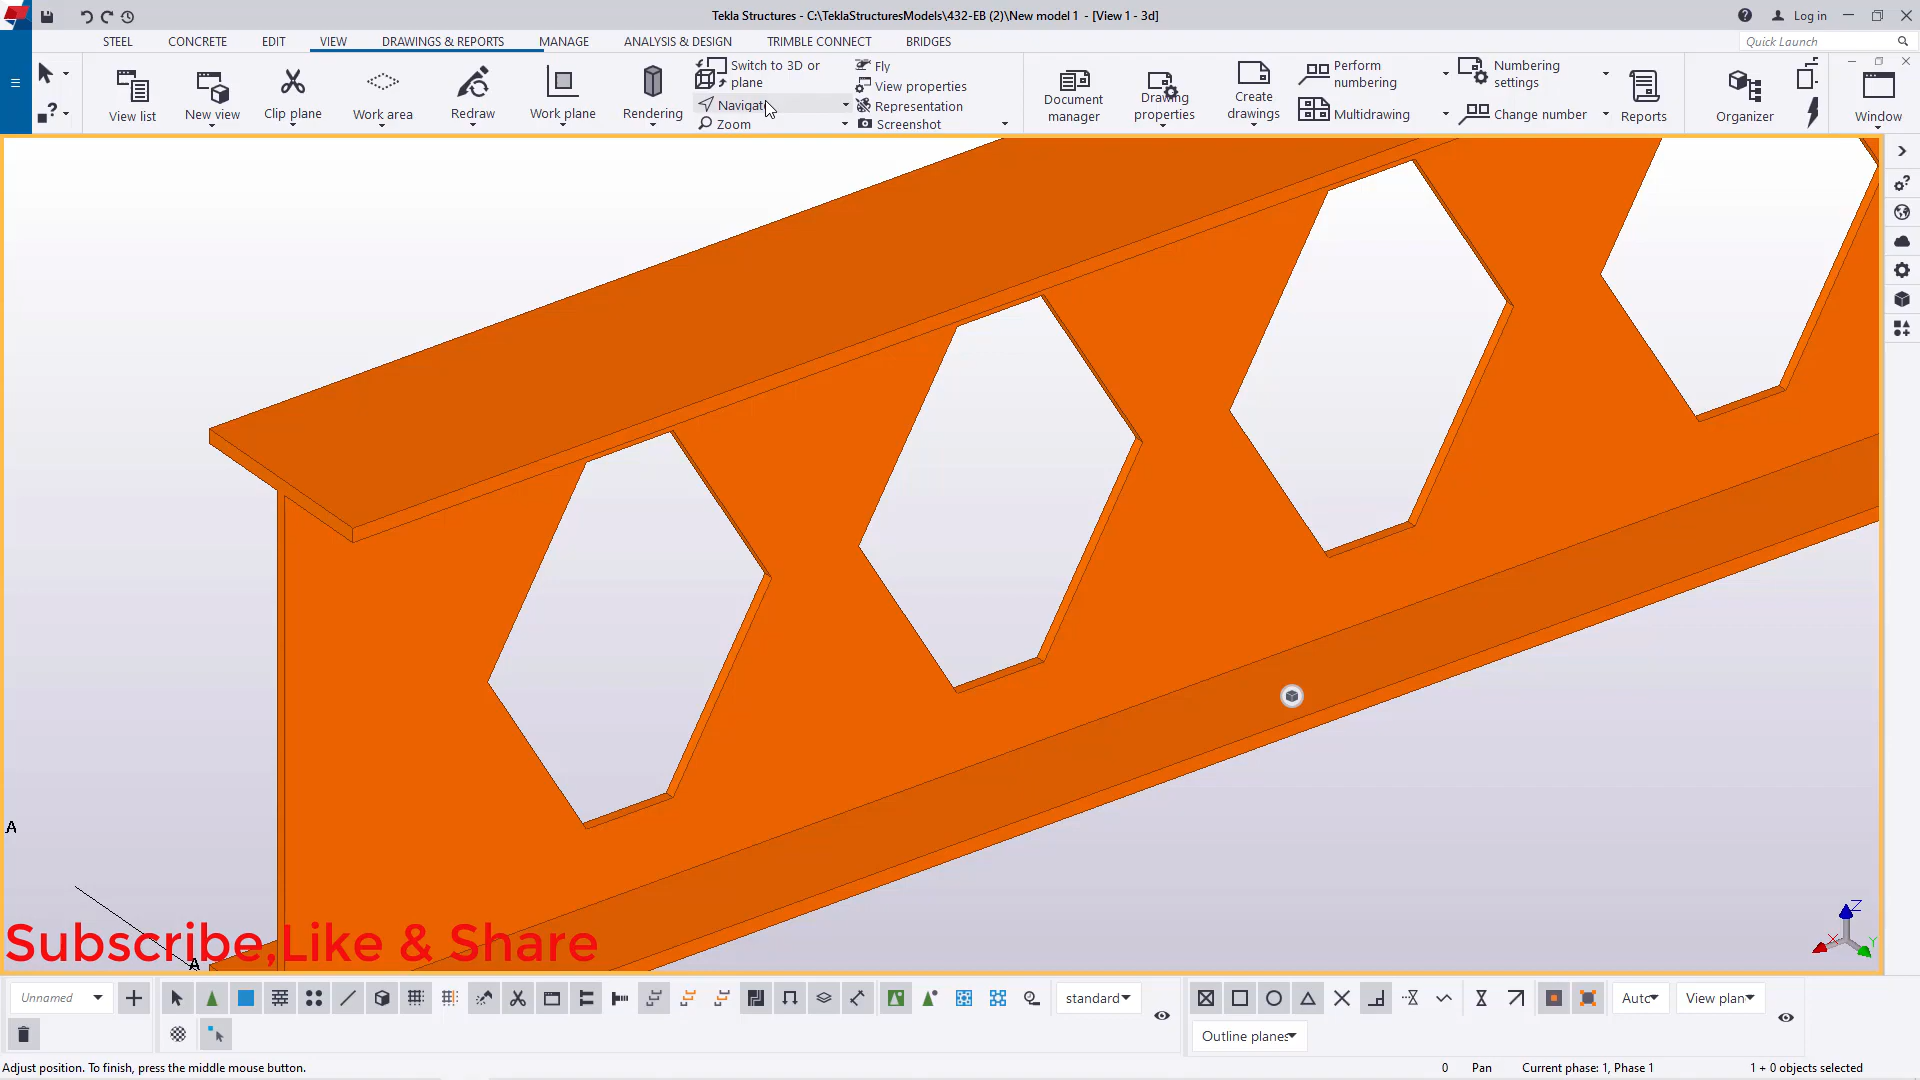 Tekla Structures - C:\TeklaStructuresModels\432-EB (2)\New model 1 - [View 1 - 3d]
Log in
STEEL CONCRETE EDIT VIEW DRAWINGS & REPORTS MANAGE ANALYSIS & DESIGN TRIMBLE CONNECT BRIDGES
Quick Launch
View list
New view
Clip plane
Work area
Redraw
Work plane
Rendering
Switch to 3D or
plane
Navigate
Zoom
Fly
View properties
Representation
Screenshot
Document
manager
Drawing
properties
Create
drawings
Perform
numbering
Multidrawing
Numbering
settings
Change number
Reports
Organizer
Window
A
A
Subscribe,Like & Share
Z
X
Y
Unnamed
standard
Auto
View plan
Outline planes
Adjust position. To finish, press the middle mouse button.
0 Pan Current phase: 1, Phase 1 1 + 0 objects selected